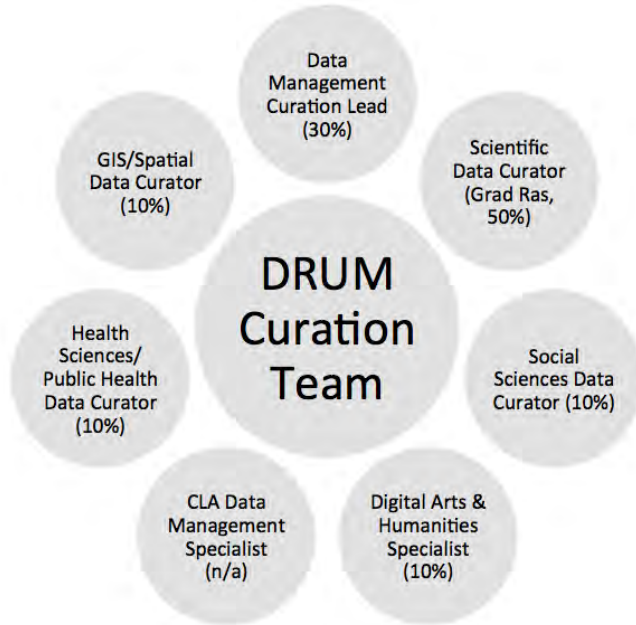 Data
Management
Curation Lead
(30%)
Scientific
Data Curator
(Grad Ras,
50%)
Social
Sciences Data
Curator (10%)
Digital Arts &
Humanities
Specialist
(10%)
CLA Data
Management
Specialist
(n/a)
Health
Sciences/
Public Health
Data Curator
(10%)
GIS/Spatial
Data Curator
(10%)
DRUM
Curation
Team